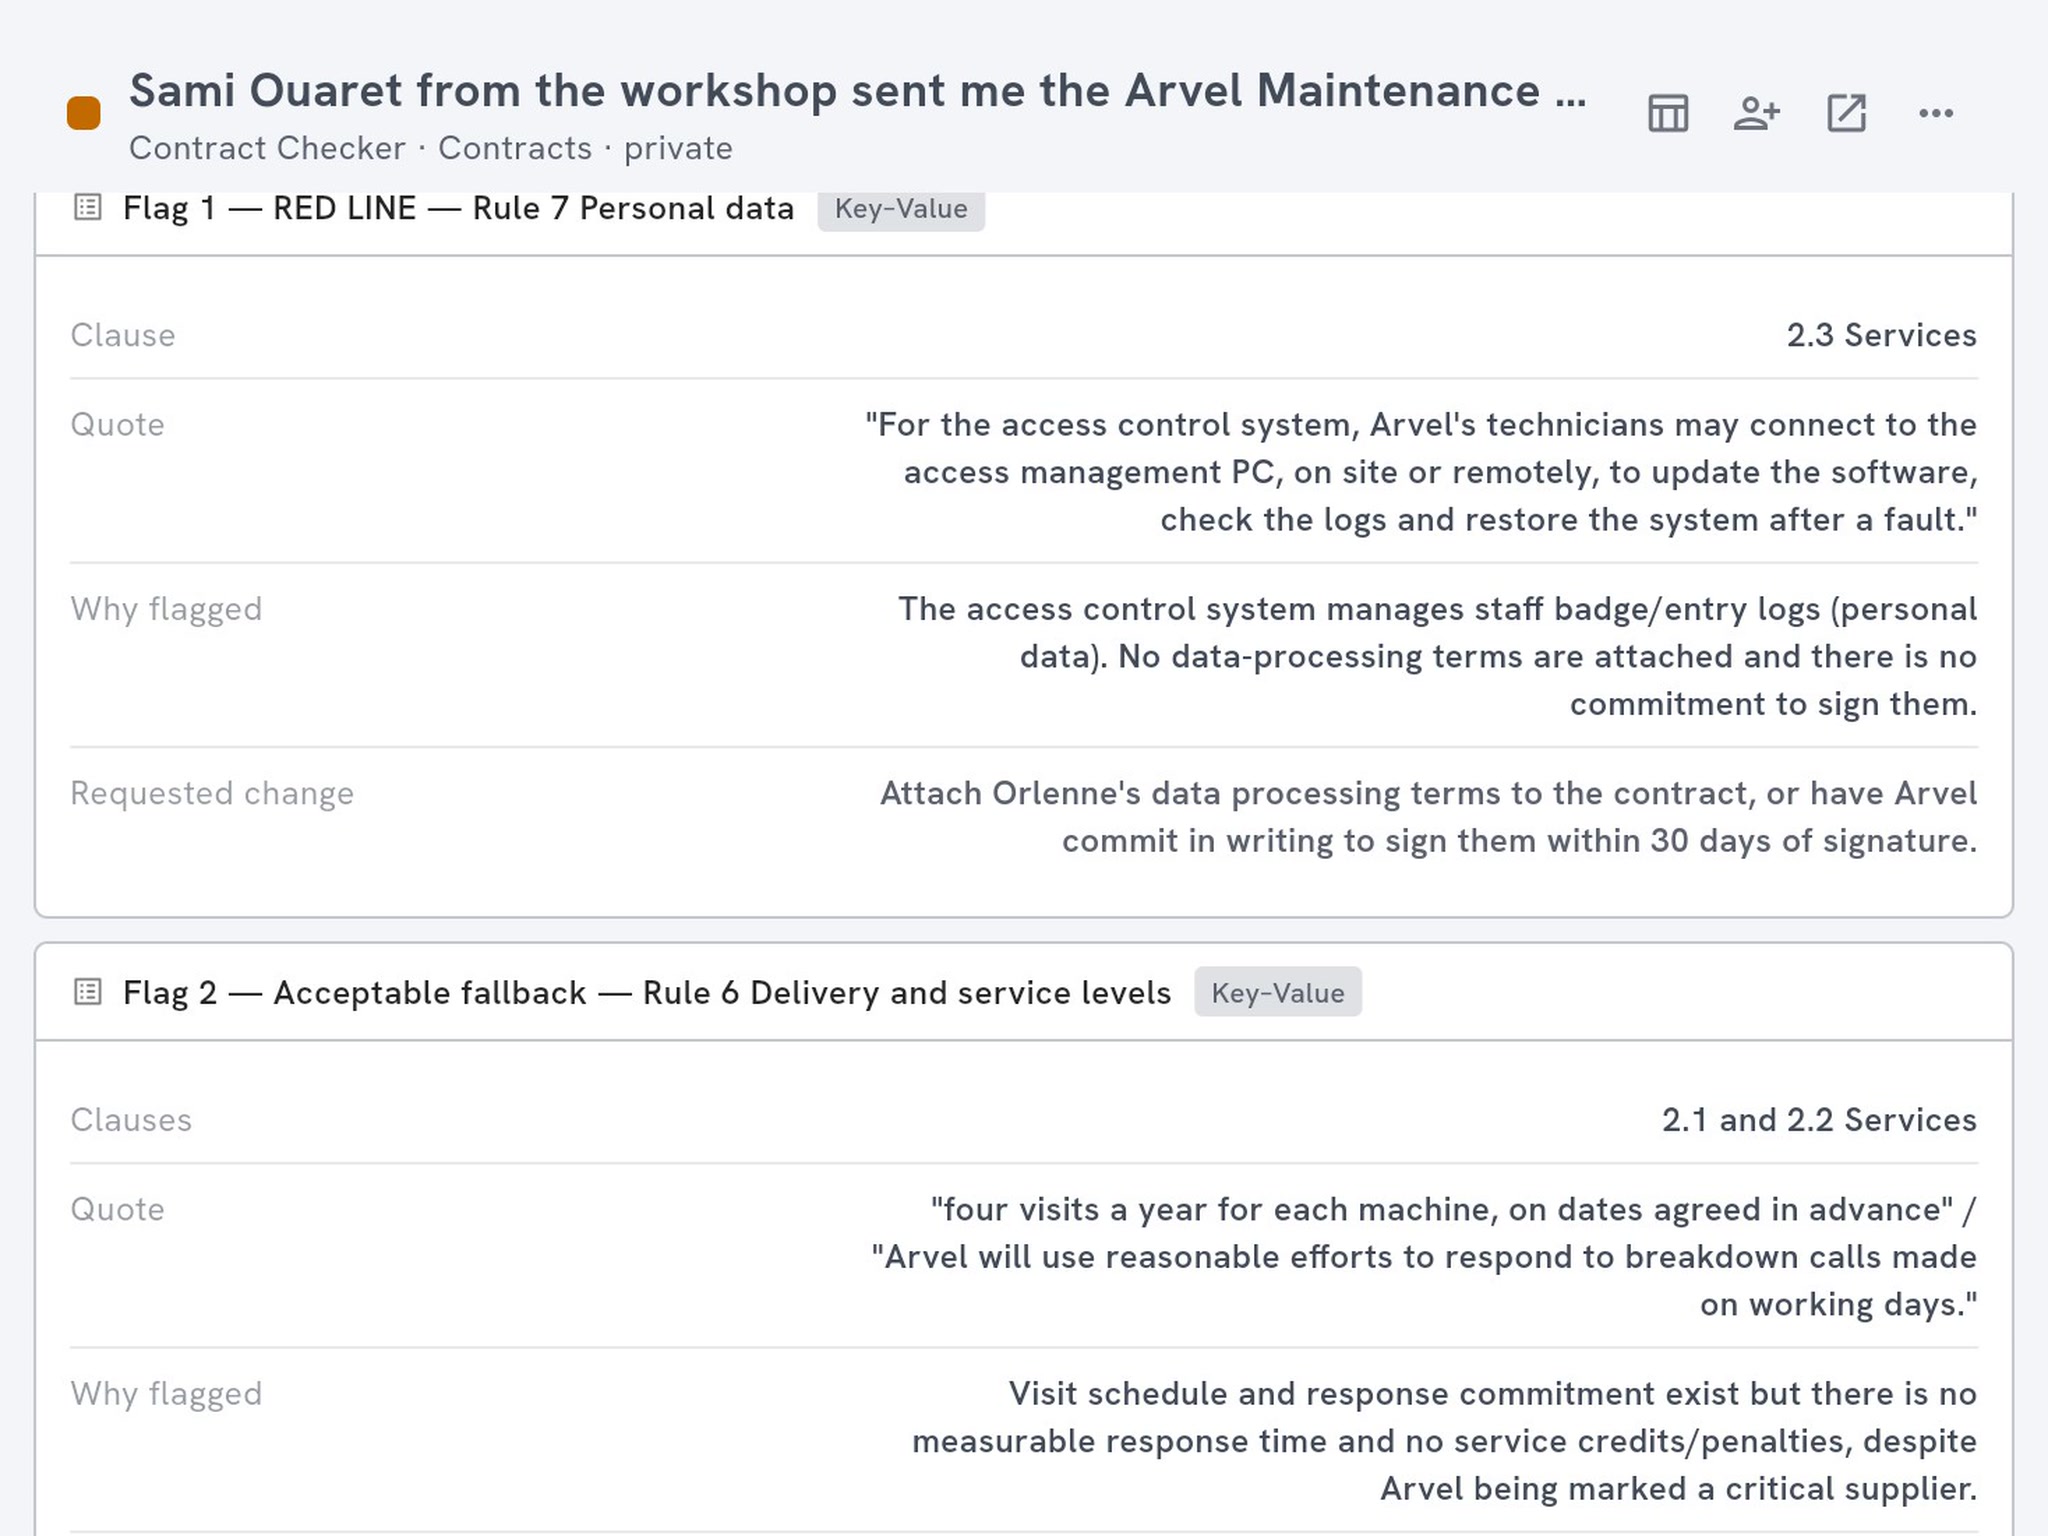 Sami Ouaret from the workshop sent me the Arvel Maintenance ...
Contract Checker · Contracts · private
Flag 1 — RED LINE — Rule 7 Personal data
Key-Value
Clause
2.3 Services
Quote
"For the access control system, Arvel's technicians may connect to the
access management PC, on site or remotely, to update the software,
check the logs and restore the system after a fault."
Why flagged
The access control system manages staff badge/entry logs (personal
data). No data-processing terms are attached and there is no
commitment to sign them.
Requested change
Attach Orlenne's data processing terms to the contract, or have Arvel
commit in writing to sign them within 30 days of signature.
Flag 2 — Acceptable fallback — Rule 6 Delivery and service levels
Key-Value
Clauses
2.1 and 2.2 Services
Quote
"four visits a year for each machine, on dates agreed in advance" /
"Arvel will use reasonable efforts to respond to breakdown calls made
on working days."
Why flagged
Visit schedule and response commitment exist but there is no
measurable response time and no service credits/penalties, despite
Arvel being marked a critical supplier.